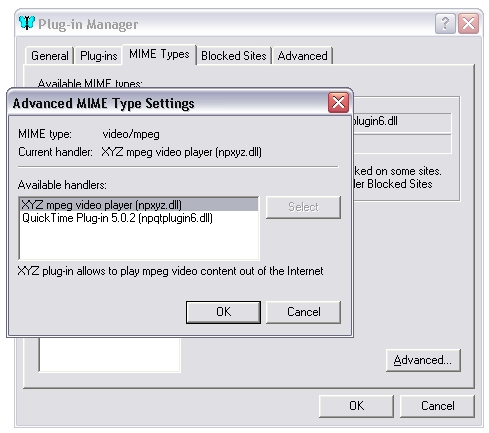 Plug-in Manager
General
Plug-ins
MIME Types
Blocked Sites
Advanced
Available MIME types:
Advanced MIME Type Settings
MIME type: video/mpeg
Current handler: XYZ mpeg video player (npxyz.dll)
Available handlers:
XYZ mpeg video player (npxyz.dll)
QuickTime Plug-in 5.0.2 (npqtplugin6.dll)
Select
XYZ plug-in allows to play mpeg video content out of the Internet
OK
Cancel
plugin6.dll
ked on some sites.
der Blocked Sites
Advanced...
OK
Cancel